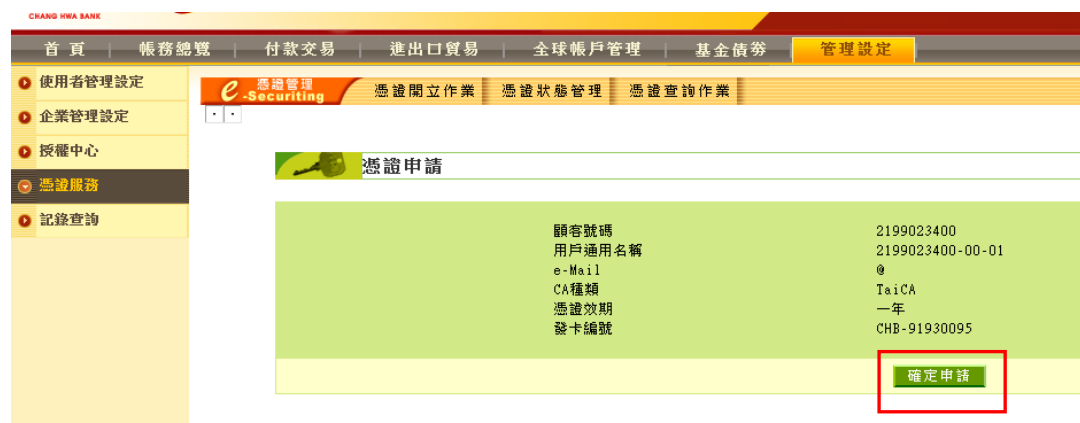 CHANG HWA BANK
首 頁 | 帳務總覽 | 付款交易 | 進出口貿易 | 全球帳戶管理 | 基金債券 | 管理設定
使用者管理設定
企業管理設定
授權中心
憑證服務
記錄查詢
e-Securiting 憑證管理
憑證開立作業 憑證狀態管理 憑證查詢作業
憑證申請
顧客號碼 2199023400
用戶通用名稱 2199023400-00-01
e-Mail @
CA種類 TaiCA
憑證效期 一年
發卡編號 CHB-91930095
確定申請